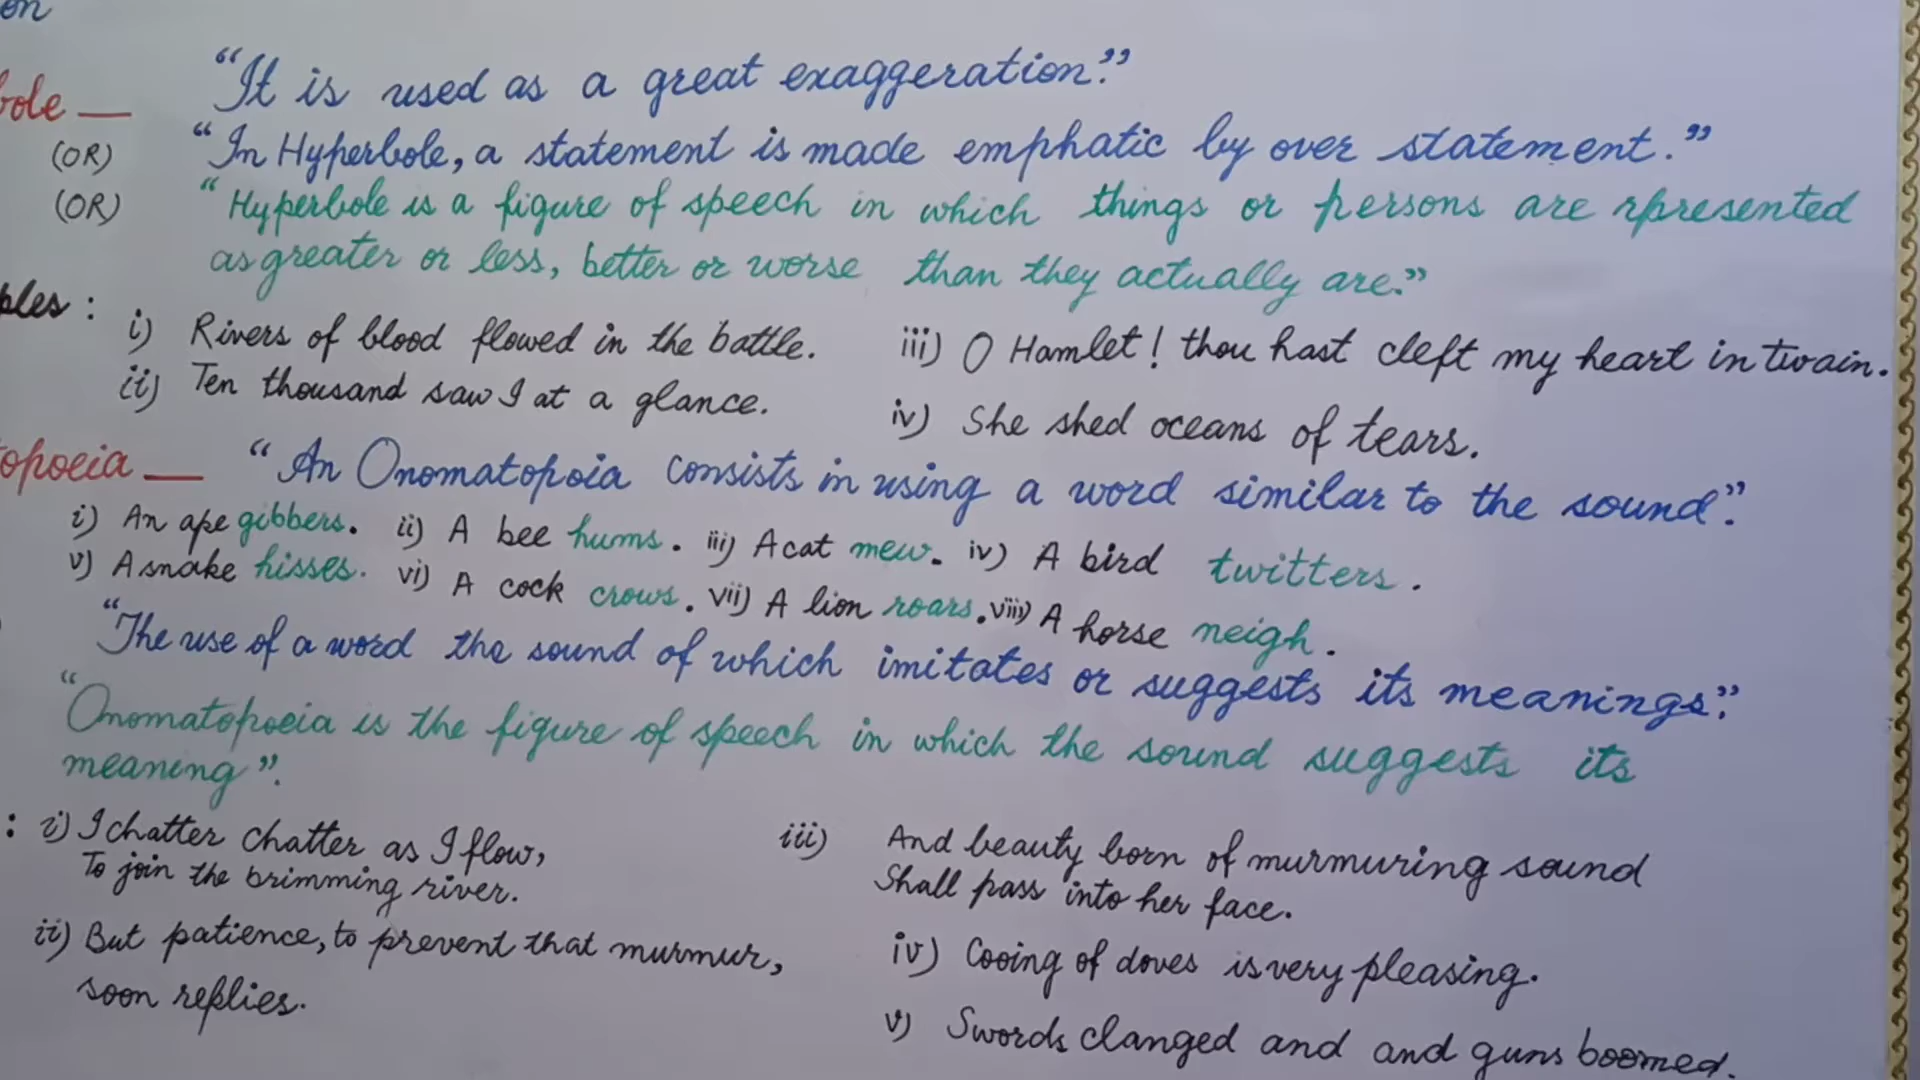 on
bole — "It is used as a great exaggeration."
(OR) "In Hyperbole, a statement is made emphatic by over statement."
(OR) "Hyperbole is a figure of speech in which things or persons are rpresented
as greater or less, better or worse than they actually are."
ples :
i) Rivers of blood flowed in the battle. iii) O Hamlet! thou hast cleft my heart in twain.
ii) Ten thousand saw I at a glance. iv) She shed oceans of tears.
opoeia — "An Onomatopoia consists in using a word similar to the sound".
i) An ape gibbers. ii) A bee hums. iii) A cat mew. iv) A bird twitters.
v) A snake hisses. vi) A cock crows. vii) A lion roars. viii) A horse neigh.
"The use of a word the sound of which imitates or suggests its meanings".
"Onomatopoeia is the figure of speech in which the sound suggests its
meaning".
: i) I chatter chatter as I flow,
To join the brimming river.
ii) But patience, to prevent that murmur,
soon replies.
iii) And beauty born of murmuring sound
Shall pass into her face.
iv) Cooing of doves is very pleasing.
v) Swords clanged and and guns boomed.